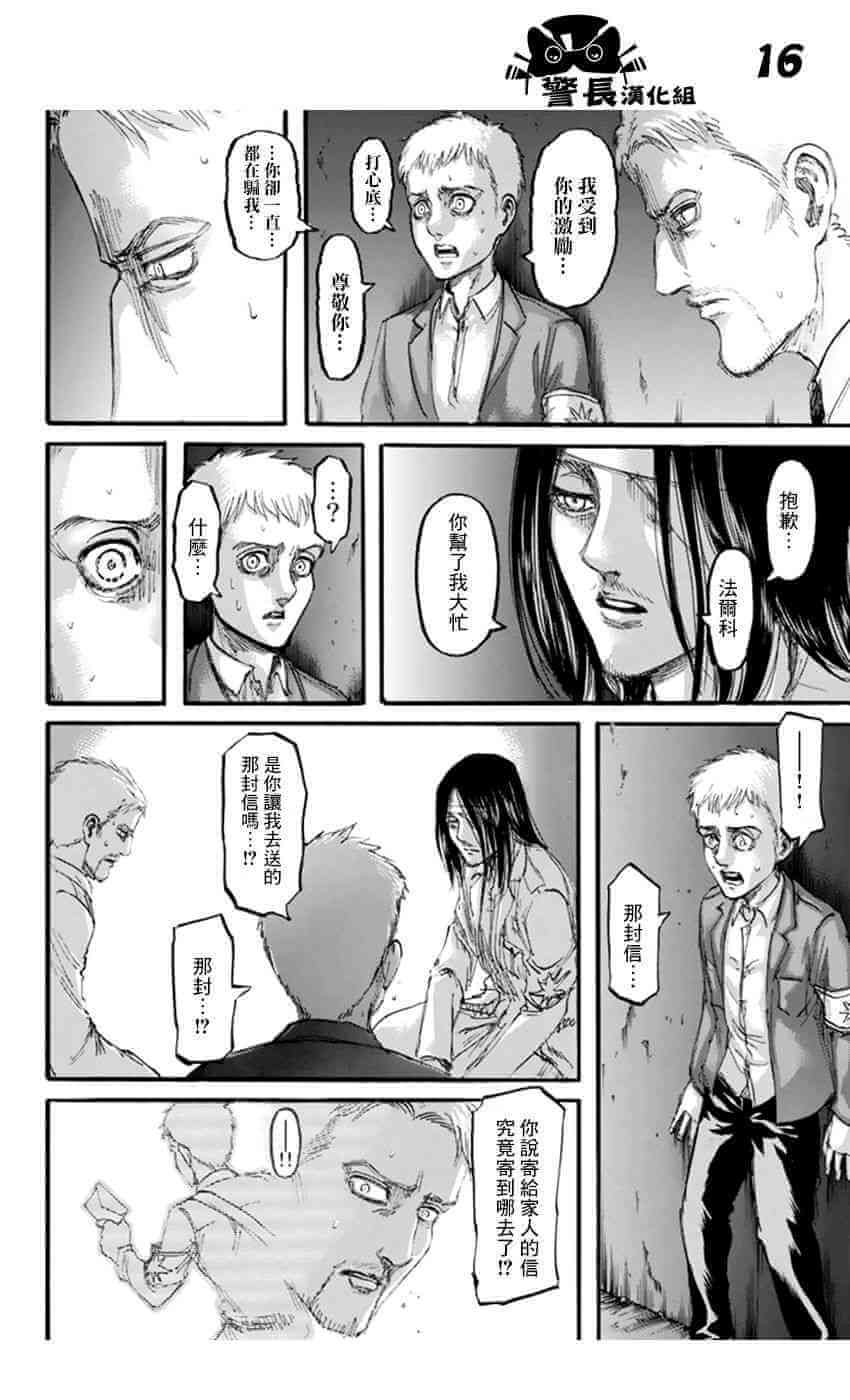 警長漢化組
16
我受到
你的激勵…
打心底…
尊敬你…
…你卻一直…
都在騙我…
抱歉…
法爾科
你幫了我大忙
…?
什麼…
—!!
那封信…
是你讓我去送的
那封信嗎…!?
那封…!?
你說寄給家人的信
究竟寄到哪去了!?
—!!